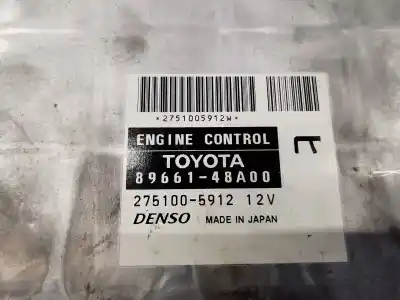 *2751005912W*
ENGINE CONTROL
TOYOTA
89661-48A00
275100-5912 12V
DENSO MADE IN JAPAN